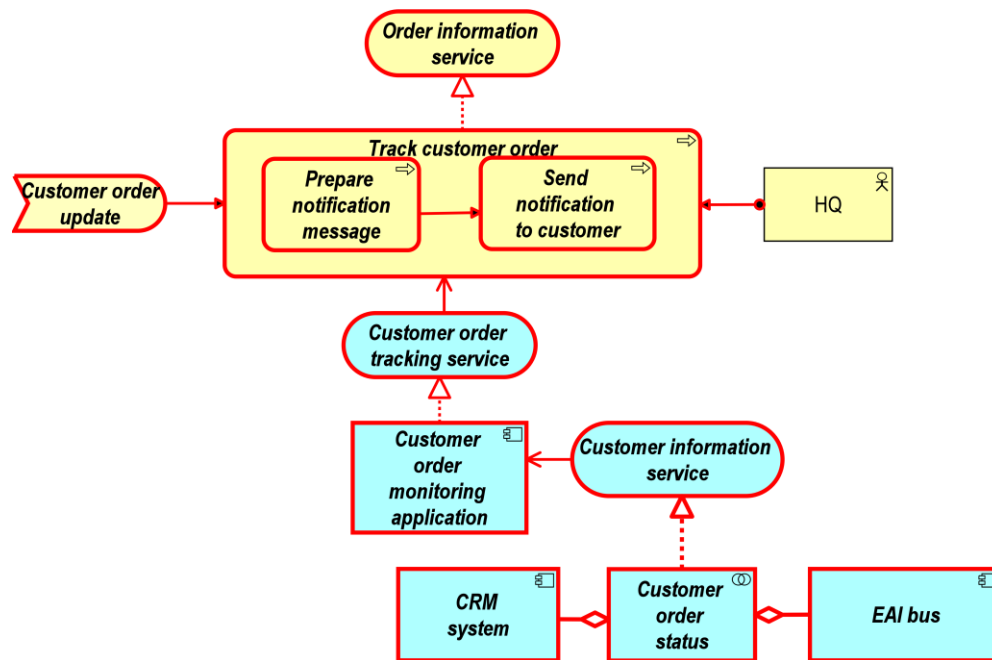 Order information
service
Track customer order
Prepare
notification
message
Send
notification
to customer
Customer order
update
HQ
Customer order
tracking service
Customer
order
monitoring
application
Customer information
service
CRM
system
Customer
order
status
EAI bus